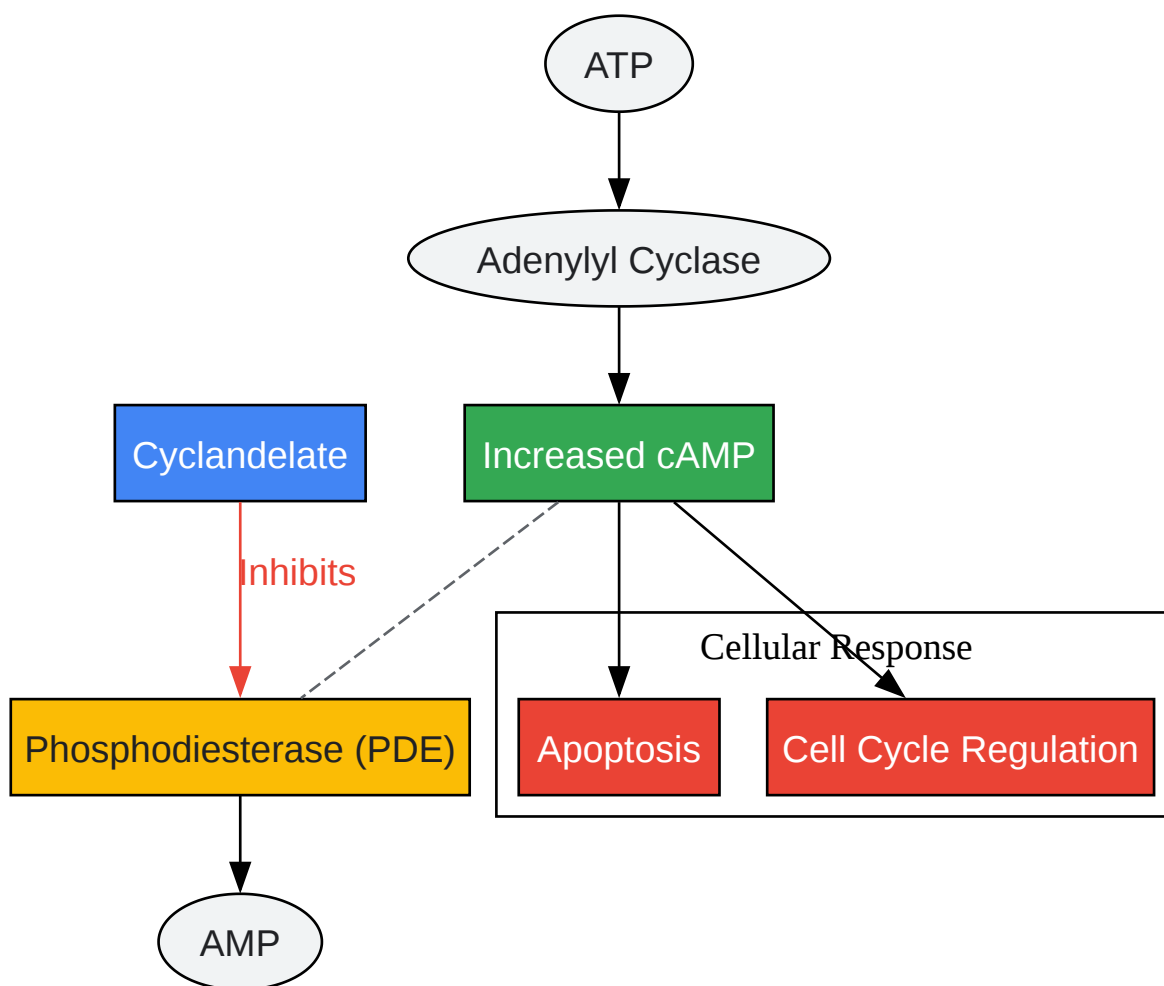 ATP
Adenylyl Cyclase
Cyclandelate
Increased cAMP
Inhibits
Cellular Response
Phosphodiesterase (PDE)
Apoptosis
Cell Cycle Regulation
AMP